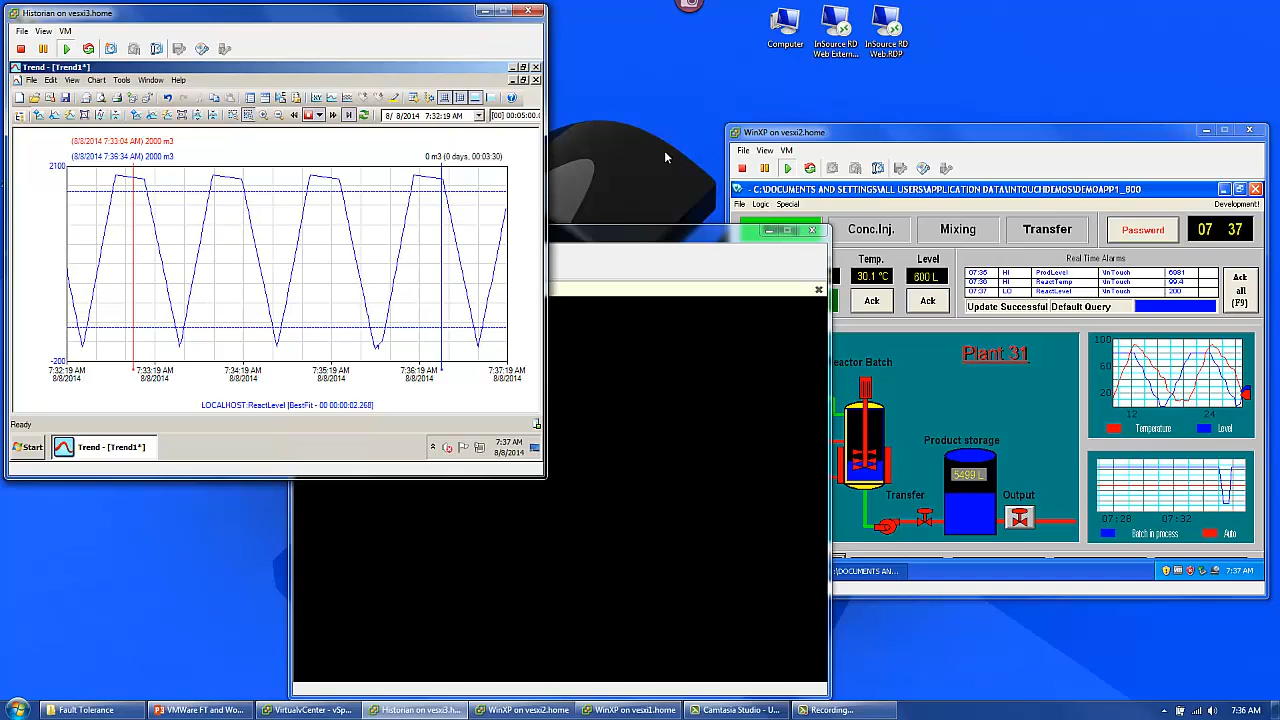 Historian on vesxi3.home
File View VM
Trend - [Trend1*]
File Edit View Chart Tools Window Help
8/ 8/2014 7:32:19 AM [00] 00:05:00.
(8/8/2014 7:33:04 AM) 2000 m3
(8/8/2014 7:36:34 AM) 2000 m3
0 m3 (0 days, 00:03:30)
2100
-200
7:32:19 AM 7:33:19 AM 7:34:19 AM 7:35:19 AM 7:36:19 AM 7:37:19 AM
8/8/2014 8/8/2014 8/8/2014 8/8/2014 8/8/2014 8/8/2014
LOCALHOST:ReactLevel [BestFit - 00 00:00:02.268]
Ready
Start Trend - [Trend1*] 7:37 AM
8/8/2014
Computer
InSource RD Web Extern...
InSource RD Web.RDP
WinXP on vesxi2.home
File View VM
- C:\DOCUMENTS AND SETTINGS\ALL USERS\APPLICATION DATA\INTOUCHDEMOS\DEMOAPP1_800
File Logic Special Development!
Conc.Inj. Mixing Transfer Password 07 37
Temp. Level Real Time Alarms
30.1 °C 600 L
07:35 HI ProdLevel \InTouch 6081
07:36 HI ReactTemp \InTouch 99.4
07:37 LO ReactLevel \InTouch 200
Ack Ack
Update Successful Default Query
Ack
all
(F9)
Plant 31
eactor Batch
Product storage
5499 L
Transfer Output
100
80
60
40
20
12 24
Temperature Level
07:28 07:32
Batch in process Auto
:\DOCUMENTS AN... 7:37 AM
Fault Tolerance VMWare FT and Wo... VirtualvCenter - vSp... Historian on vesxi3.h... WinXP on vesxi2.home WinXP on vesxi1.home Camtasia Studio - U... Recording... 7:36 AM